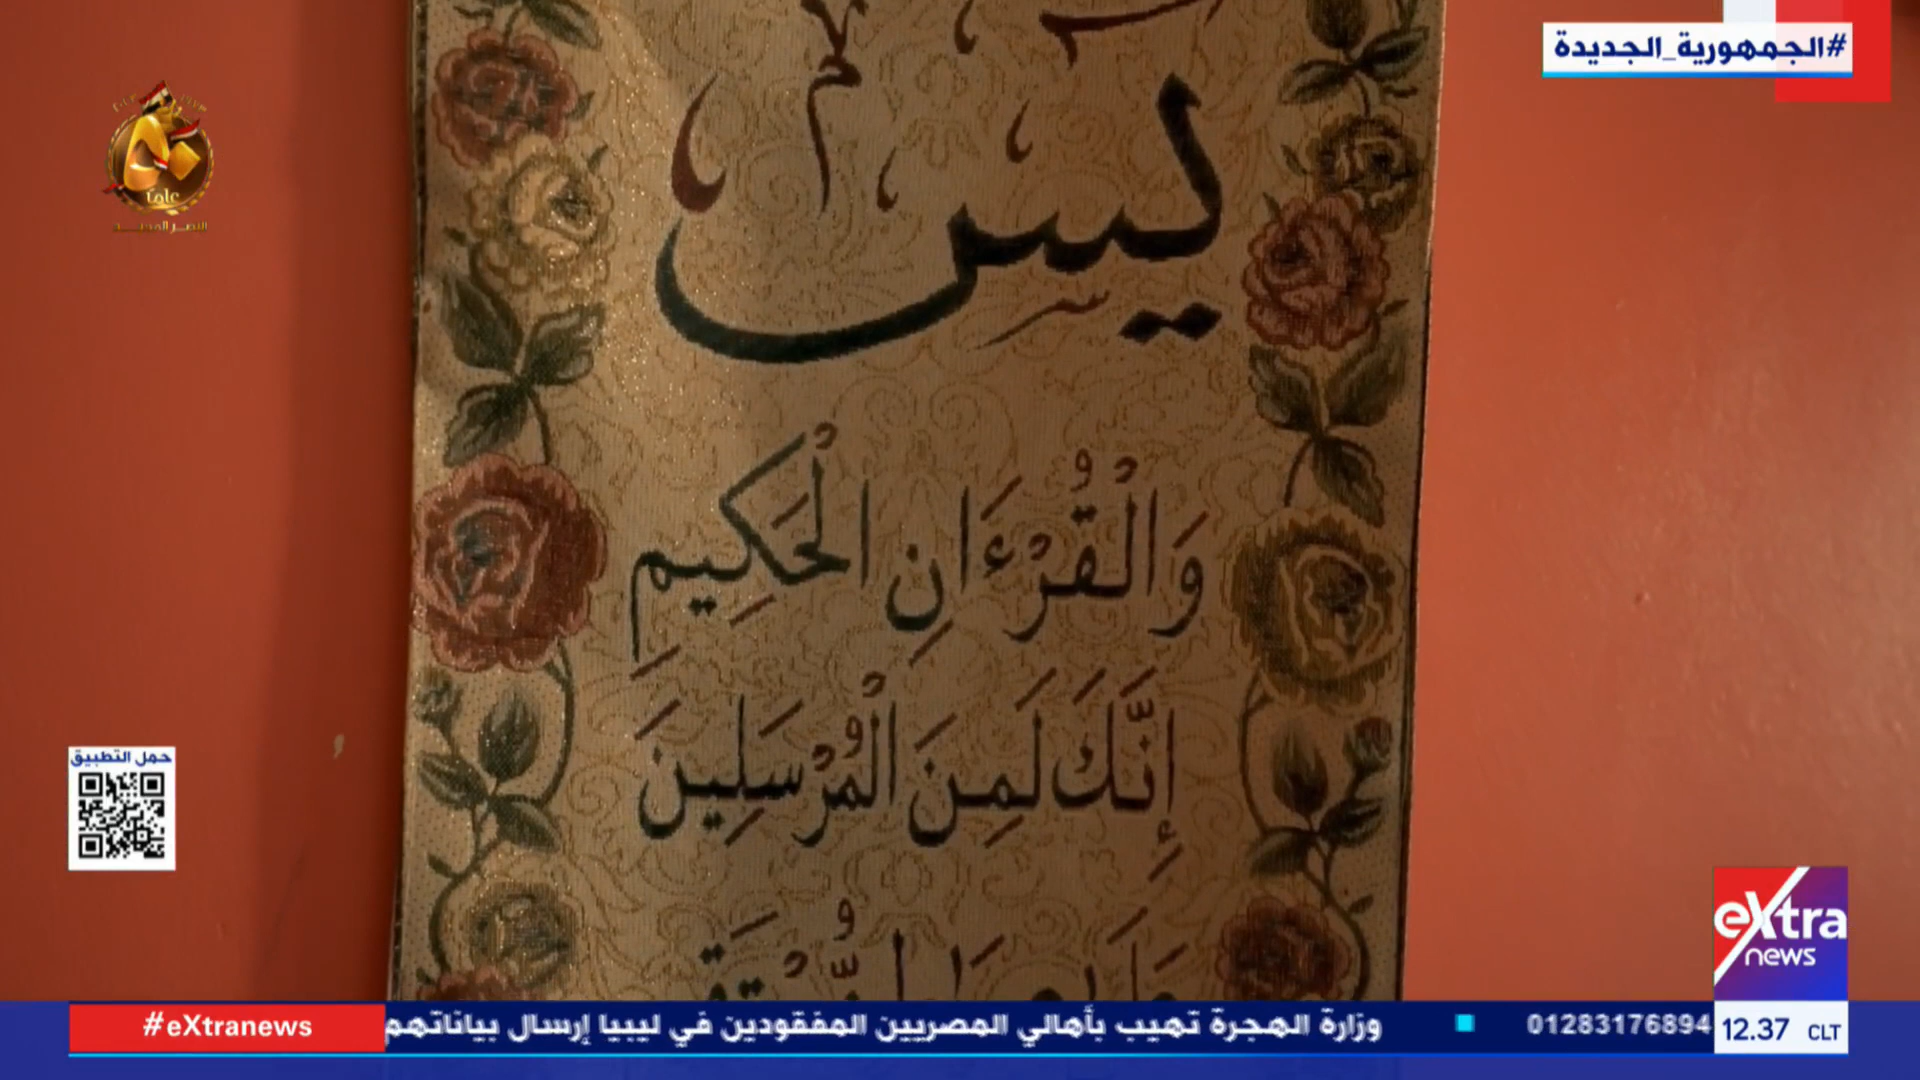 #الجمهورية_الجديدة
عاما
يس
وَالْقُرْءَانِ الْحَكِيمِ
إِنَّكَ لَمِنَ الْمُرْسَلِينَ
حمل التطبيق
eXtra
news
#eXtranews
وزارة الهجرة تهيب بأهالي المصريين المفقودين في ليبيا إرسال بياناتهم
01283176894
12.37 CLT